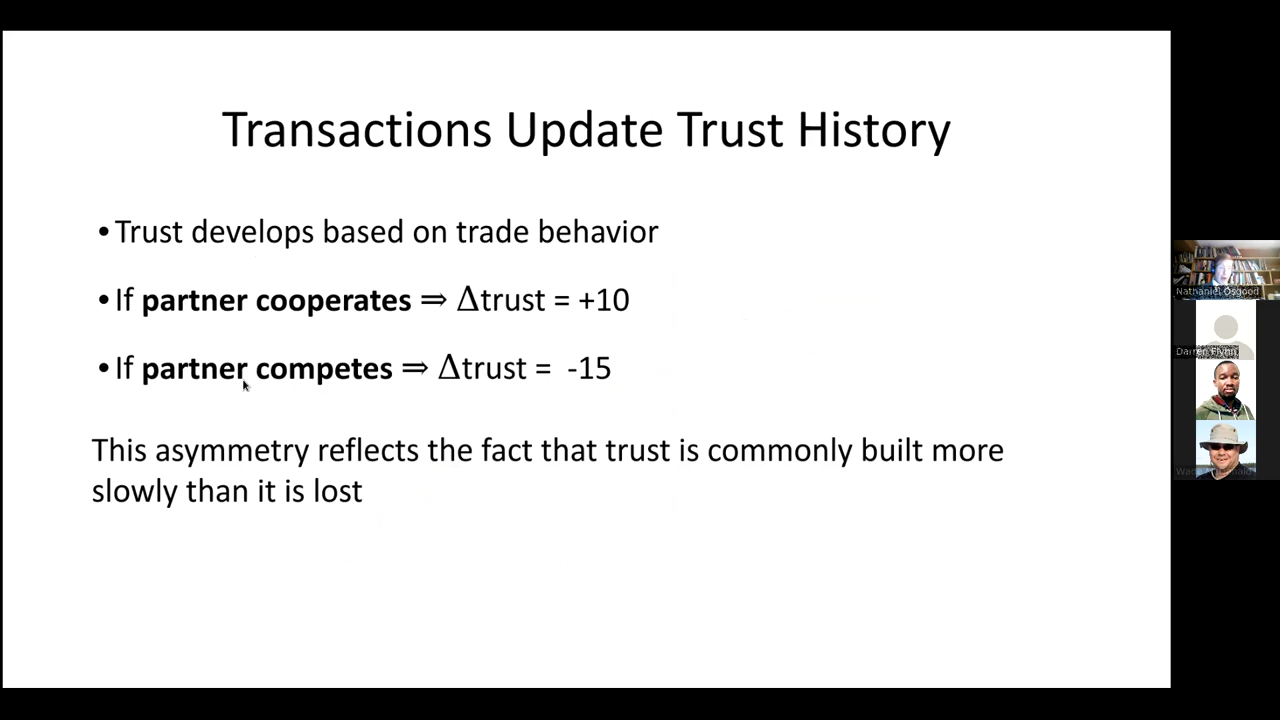 Transactions Update Trust History
•Trust develops based on trade behavior
•If partner cooperates ⇒ Δtrust = +10
•If partner competes ⇒ Δtrust = -15
This asymmetry reflects the fact that trust is commonly built more
slowly than it is lost
Nathaniel Osgood
Darren Flynn